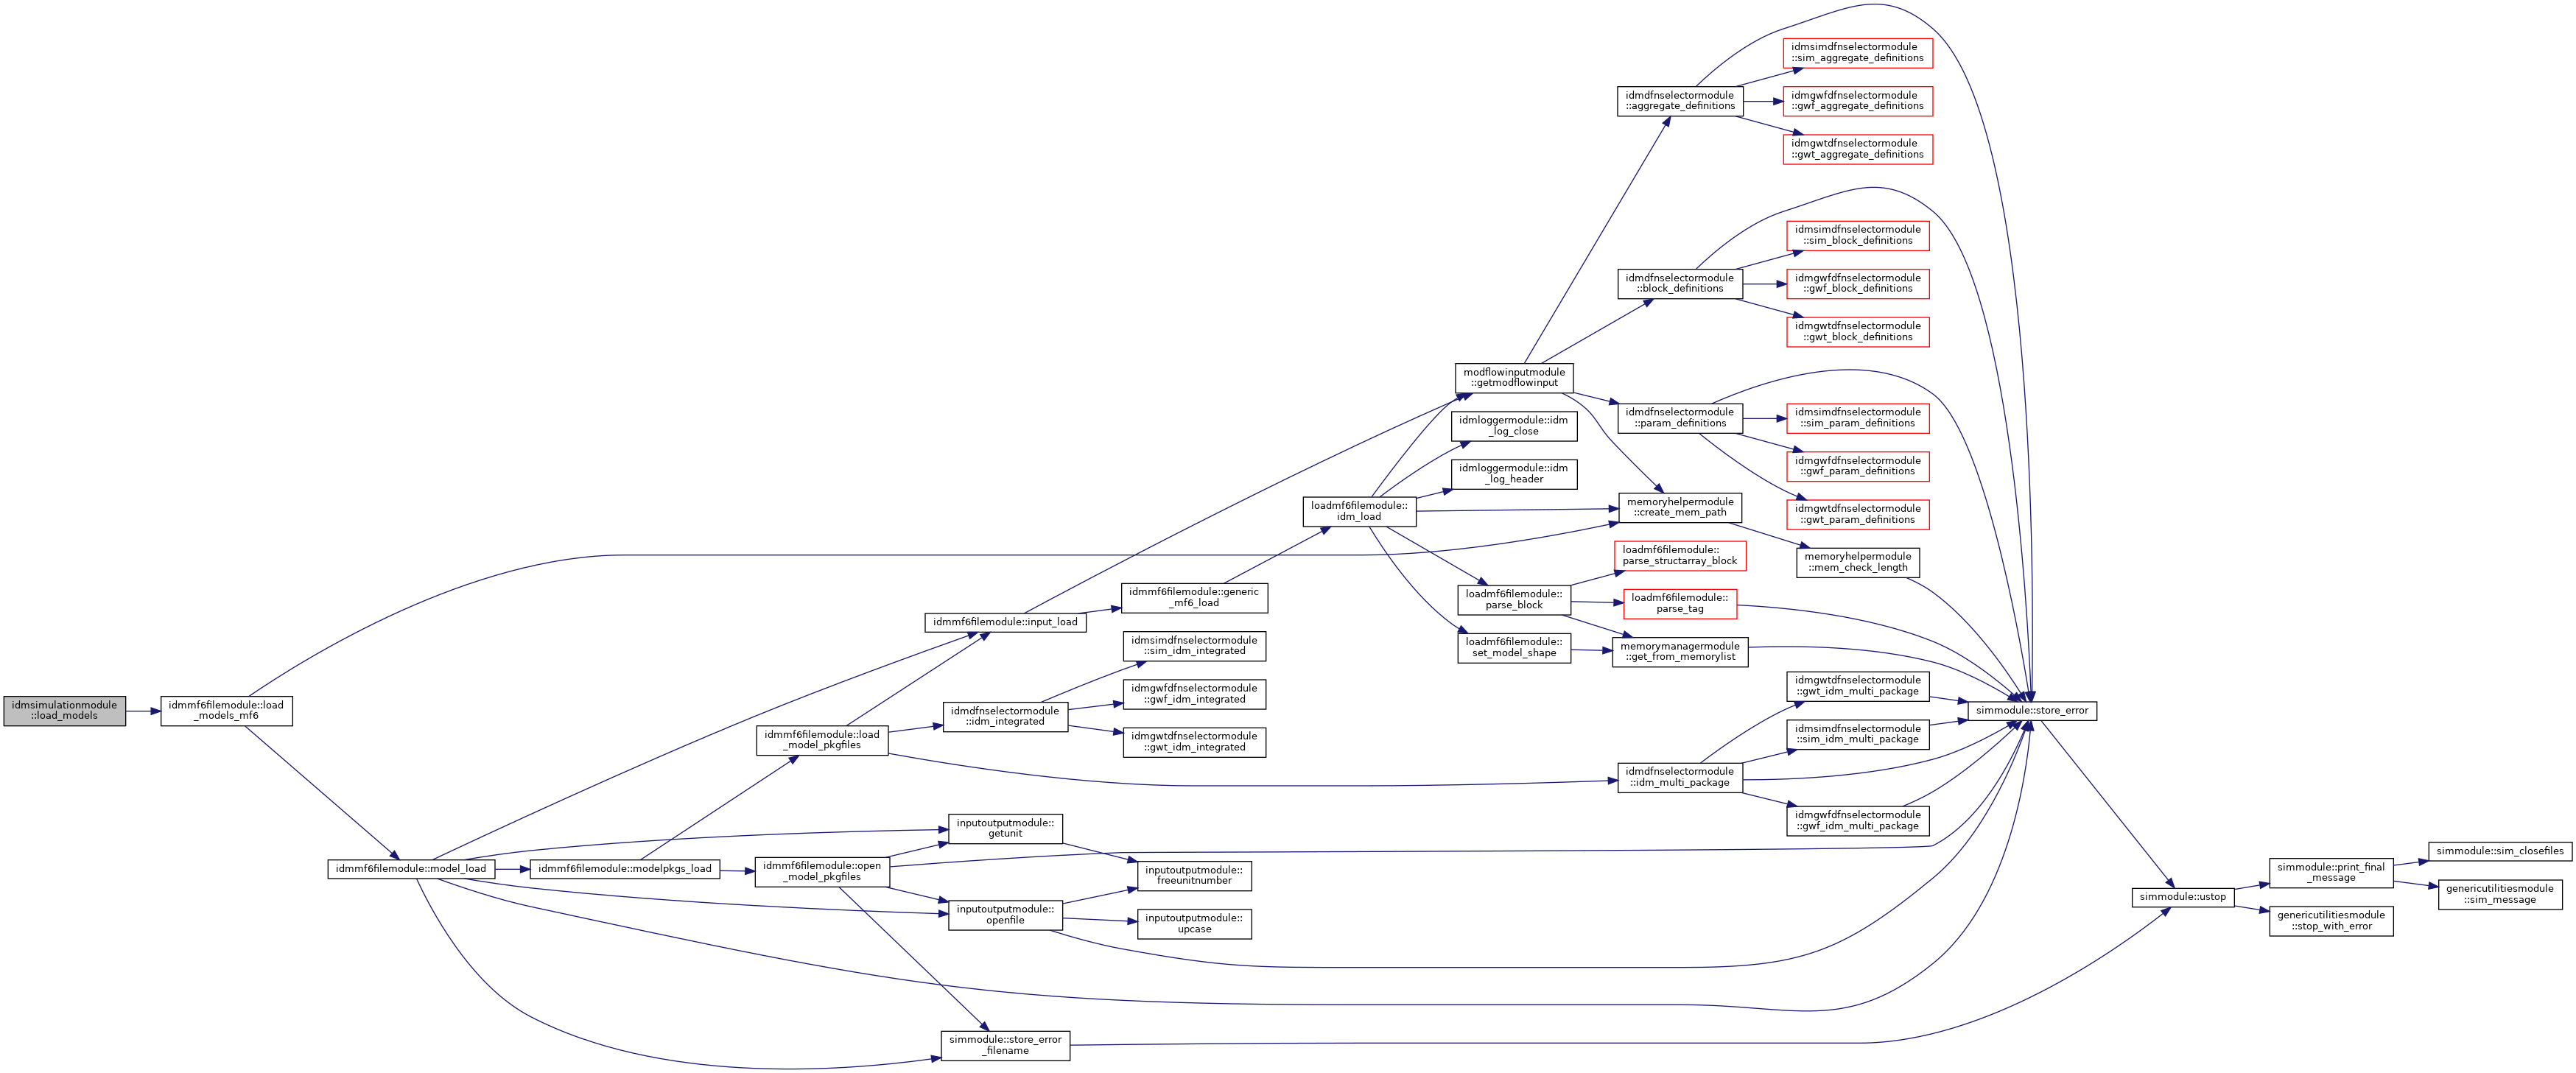 idmsimulationmodule
::load_models
idmmf6filemodule::load
_models_mf6
idmmf6filemodule::model_load
idmmf6filemodule::modelpkgs_load
idmmf6filemodule::load
_model_pkgfiles
idmmf6filemodule::open
_model_pkgfiles
idmmf6filemodule::input_load
idmdfnselectormodule
::idm_integrated
inputoutputmodule::
getunit
inputoutputmodule::
openfile
simmodule::store_error
_filename
idmmf6filemodule::generic
_mf6_load
idmsimdfnselectormodule
::sim_idm_integrated
idmgwfdfnselectormodule
::gwf_idm_integrated
idmgwtdfnselectormodule
::gwt_idm_integrated
inputoutputmodule::
freeunitnumber
inputoutputmodule::
upcase
loadmf6filemodule::
idm_load
modflowinputmodule
::getmodflowinput
idmloggermodule::idm
_log_close
idmloggermodule::idm
_log_header
loadmf6filemodule::
parse_block
loadmf6filemodule::
set_model_shape
idmdfnselectormodule
::aggregate_definitions
idmdfnselectormodule
::block_definitions
idmdfnselectormodule
::param_definitions
memoryhelpermodule
::create_mem_path
loadmf6filemodule::
parse_structarray_block
loadmf6filemodule::
parse_tag
memorymanagermodule
::get_from_memorylist
idmdfnselectormodule
::idm_multi_package
idmsimdfnselectormodule
::sim_aggregate_definitions
idmgwfdfnselectormodule
::gwf_aggregate_definitions
idmgwtdfnselectormodule
::gwt_aggregate_definitions
idmsimdfnselectormodule
::sim_block_definitions
idmgwfdfnselectormodule
::gwf_block_definitions
idmgwtdfnselectormodule
::gwt_block_definitions
idmsimdfnselectormodule
::sim_param_definitions
idmgwfdfnselectormodule
::gwf_param_definitions
idmgwtdfnselectormodule
::gwt_param_definitions
memoryhelpermodule
::mem_check_length
idmgwtdfnselectormodule
::gwt_idm_multi_package
idmsimdfnselectormodule
::sim_idm_multi_package
idmgwfdfnselectormodule
::gwf_idm_multi_package
simmodule::store_error
simmodule::ustop
simmodule::print_final
_message
genericutilitiesmodule
::stop_with_error
simmodule::sim_closefiles
genericutilitiesmodule
::sim_message